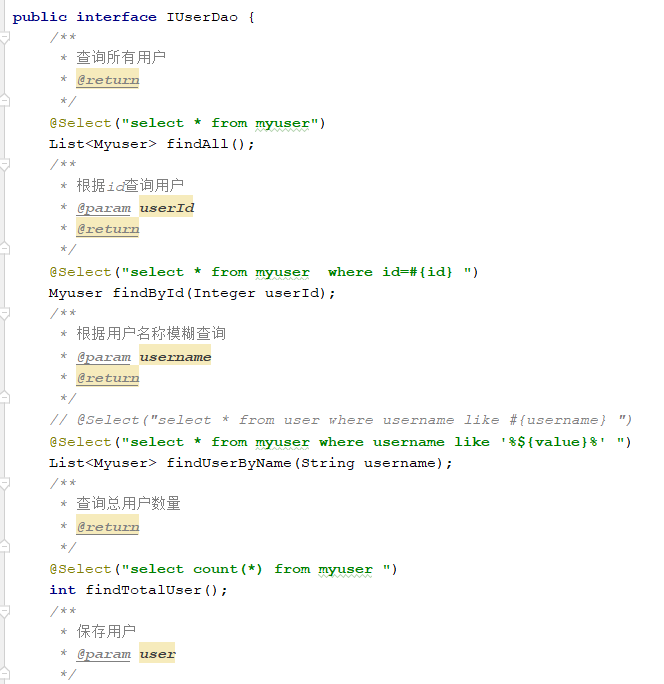 public interface IUserDao {
/**
* 查询所有用户
* @return
*/
@Select("select * from myuser")
List<Myuser> findAll();
/**
* 根据id查询用户
* @param userId
* @return
*/
@Select("select * from myuser  where id=#{id} ")
Myuser findById(Integer userId);
/**
* 根据用户名称模糊查询
* @param username
* @return
*/
// @Select("select * from user where username like #{username} ")
@Select("select * from myuser where username like '%${value}%' ")
List<Myuser> findUserByName(String username);
/**
* 查询总用户数量
* @return
*/
@Select("select count(*) from myuser ")
int findTotalUser();
/**
* 保存用户
* @param user
*/